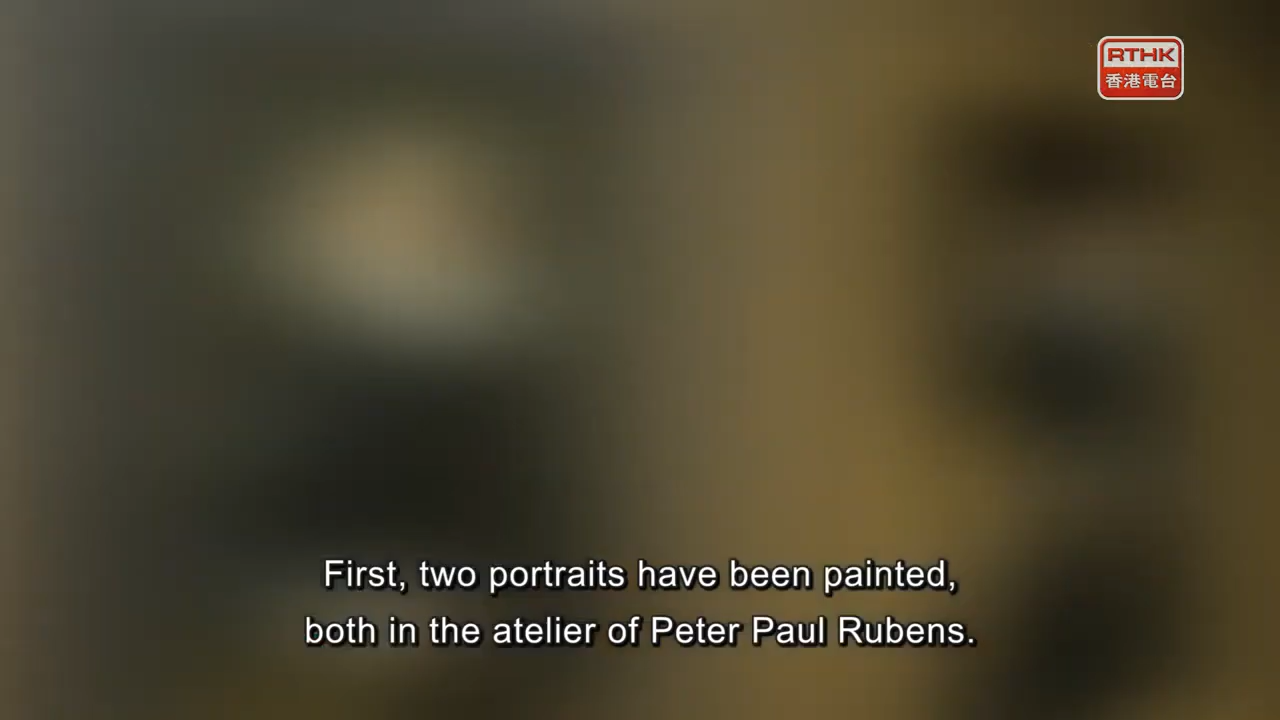 RTHK
香港電台
First, two portraits have been painted,
both in the atelier of Peter Paul Rubens.